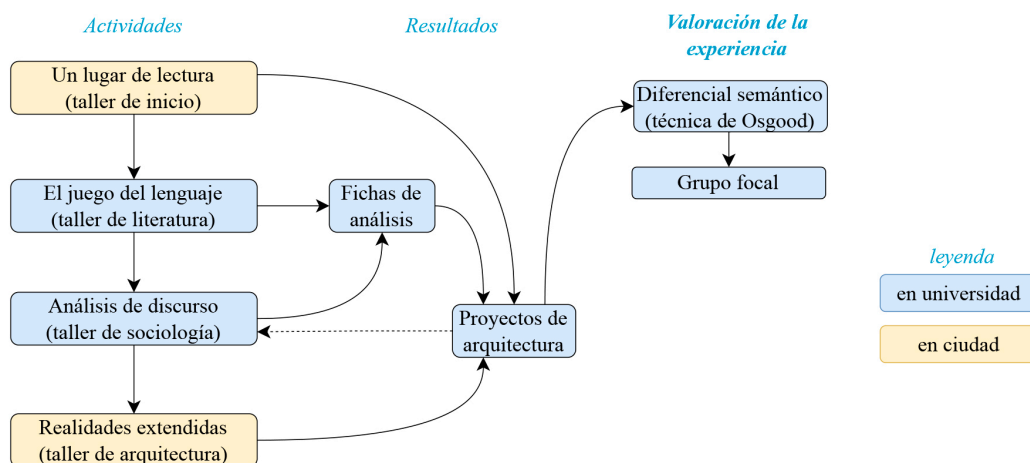 Actividades
Resultados
Valoración de la
experiencia
Un lugar de lectura
(taller de inicio)
Diferencial semántico
(técnica de Osgood)
El juego del lenguaje
(taller de literatura)
Fichas de
análisis
Grupo focal
leyenda
en universidad
en ciudad
Análisis de discurso
(taller de sociología)
Proyectos de
arquitectura
Realidades extendidas
(taller de arquitectura)